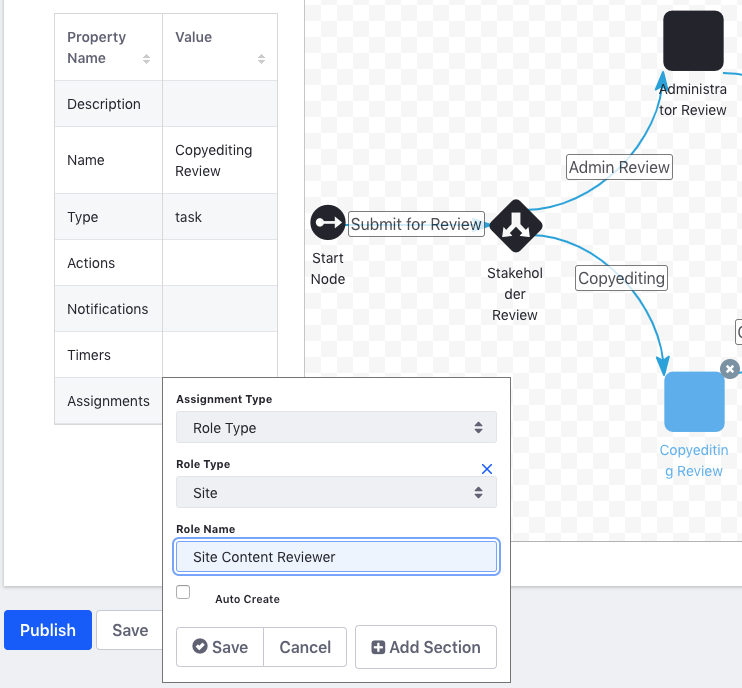 Property
Name
Value
Description
Name
Copyediting
Review
Type
task
Actions
Notifications
Timers
Assignments
Start
Node
Submit for Review
Stakehol
der
Review
Admin Review
Administra
tor Review
Copyediting
Copyeditin
g Review
Assignment Type
Role Type
Role Type
Site
Role Name
Site Content Reviewer
Auto Create
Save
Cancel
Add Section
Publish
Save